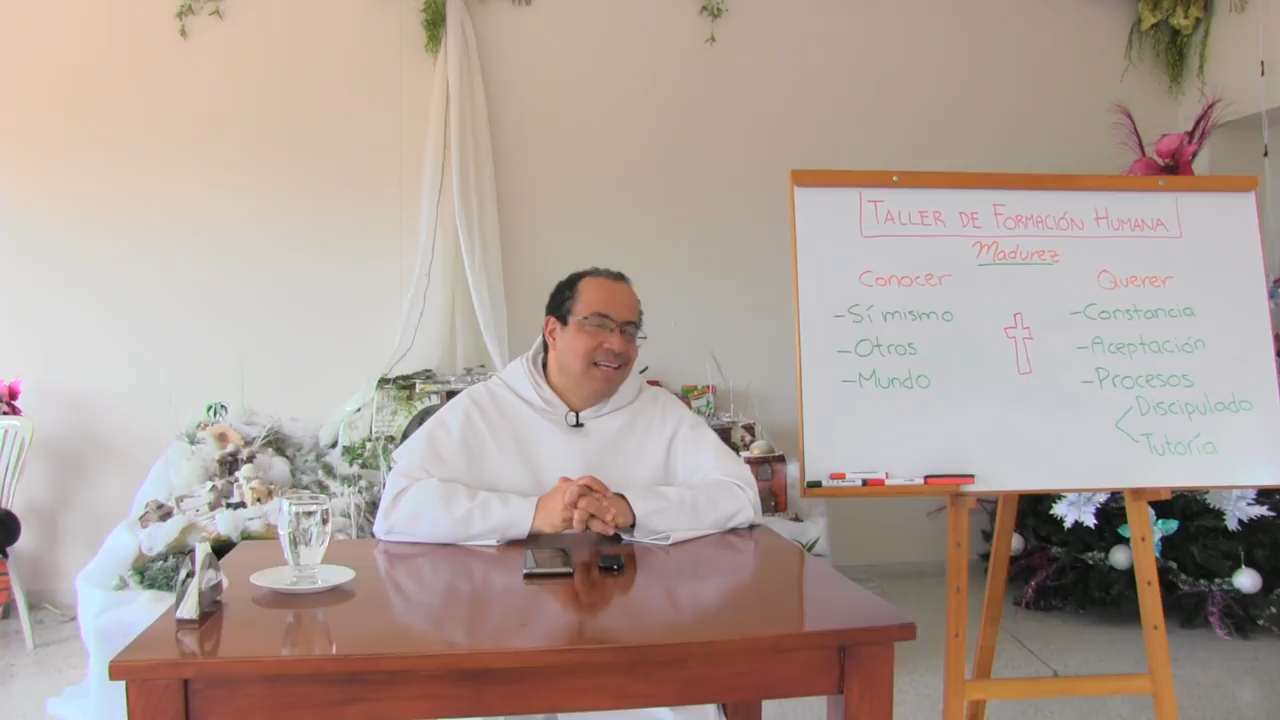 TALLER DE FORMACIÓN HUMANA
Madurez
Conocer
- Sí mismo
- Otros
- Mundo
Querer
- Constancia
- Aceptación
- Procesos
Discipulado
Tutoría